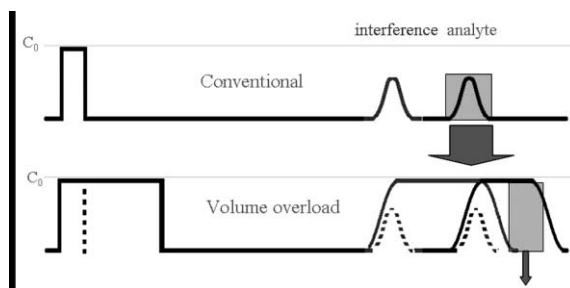 interference analyte
C₀
Conventional
C₀
Volume overload